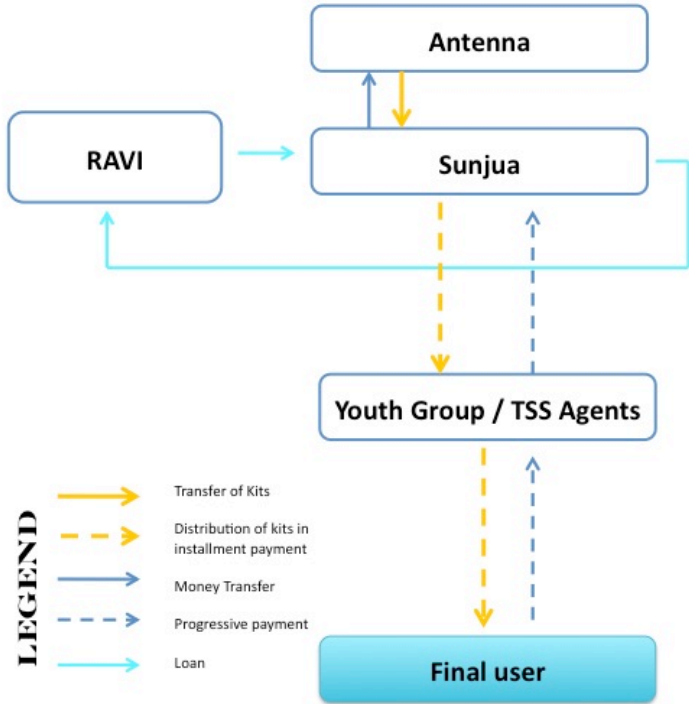 Antenna
RAVI
Sunjua
Youth Group / TSS Agents
LEGEND
Transfer of Kits
Distribution of kits in
installment payment
Money Transfer
Progressive payment
Loan
Final user